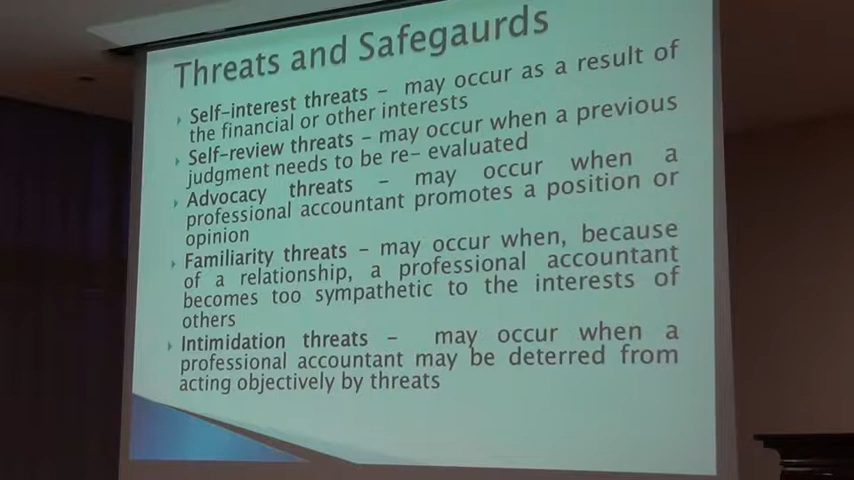 Threats and Safegaurds
Self-interest threats - may occur as a result of
the financial or other interests
Self-review threats - may occur when a previous
judgment needs to be re- evaluated
Advocacy threats - may occur when a
professional accountant promotes a position or
opinion
Familiarity threats - may occur when, because
of a relationship, a professional accountant
becomes too sympathetic to the interests of
others
Intimidation threats - may occur when a
professional accountant may be deterred from
acting objectively by threats